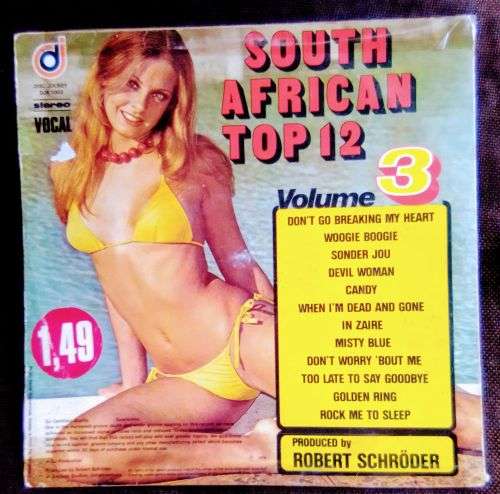 dj
DISC JOCKEY
stereo
VOCAL
SOUTH
AFRICAN
TOP 12
Volume 3
DON'T GO BREAKING MY HEART
WOOGIE BOOGIE
SONDER JOU
DEVIL WOMAN
CANDY
WHEN I'M DEAD AND GONE
IN ZAIRE
MISTY BLUE
DON'T WORRY 'BOUT ME
TOO LATE TO SAY GOODBYE
GOLDEN RING
ROCK ME TO SLEEP
1,49
PRODUCED by
ROBERT SCHRÖDER